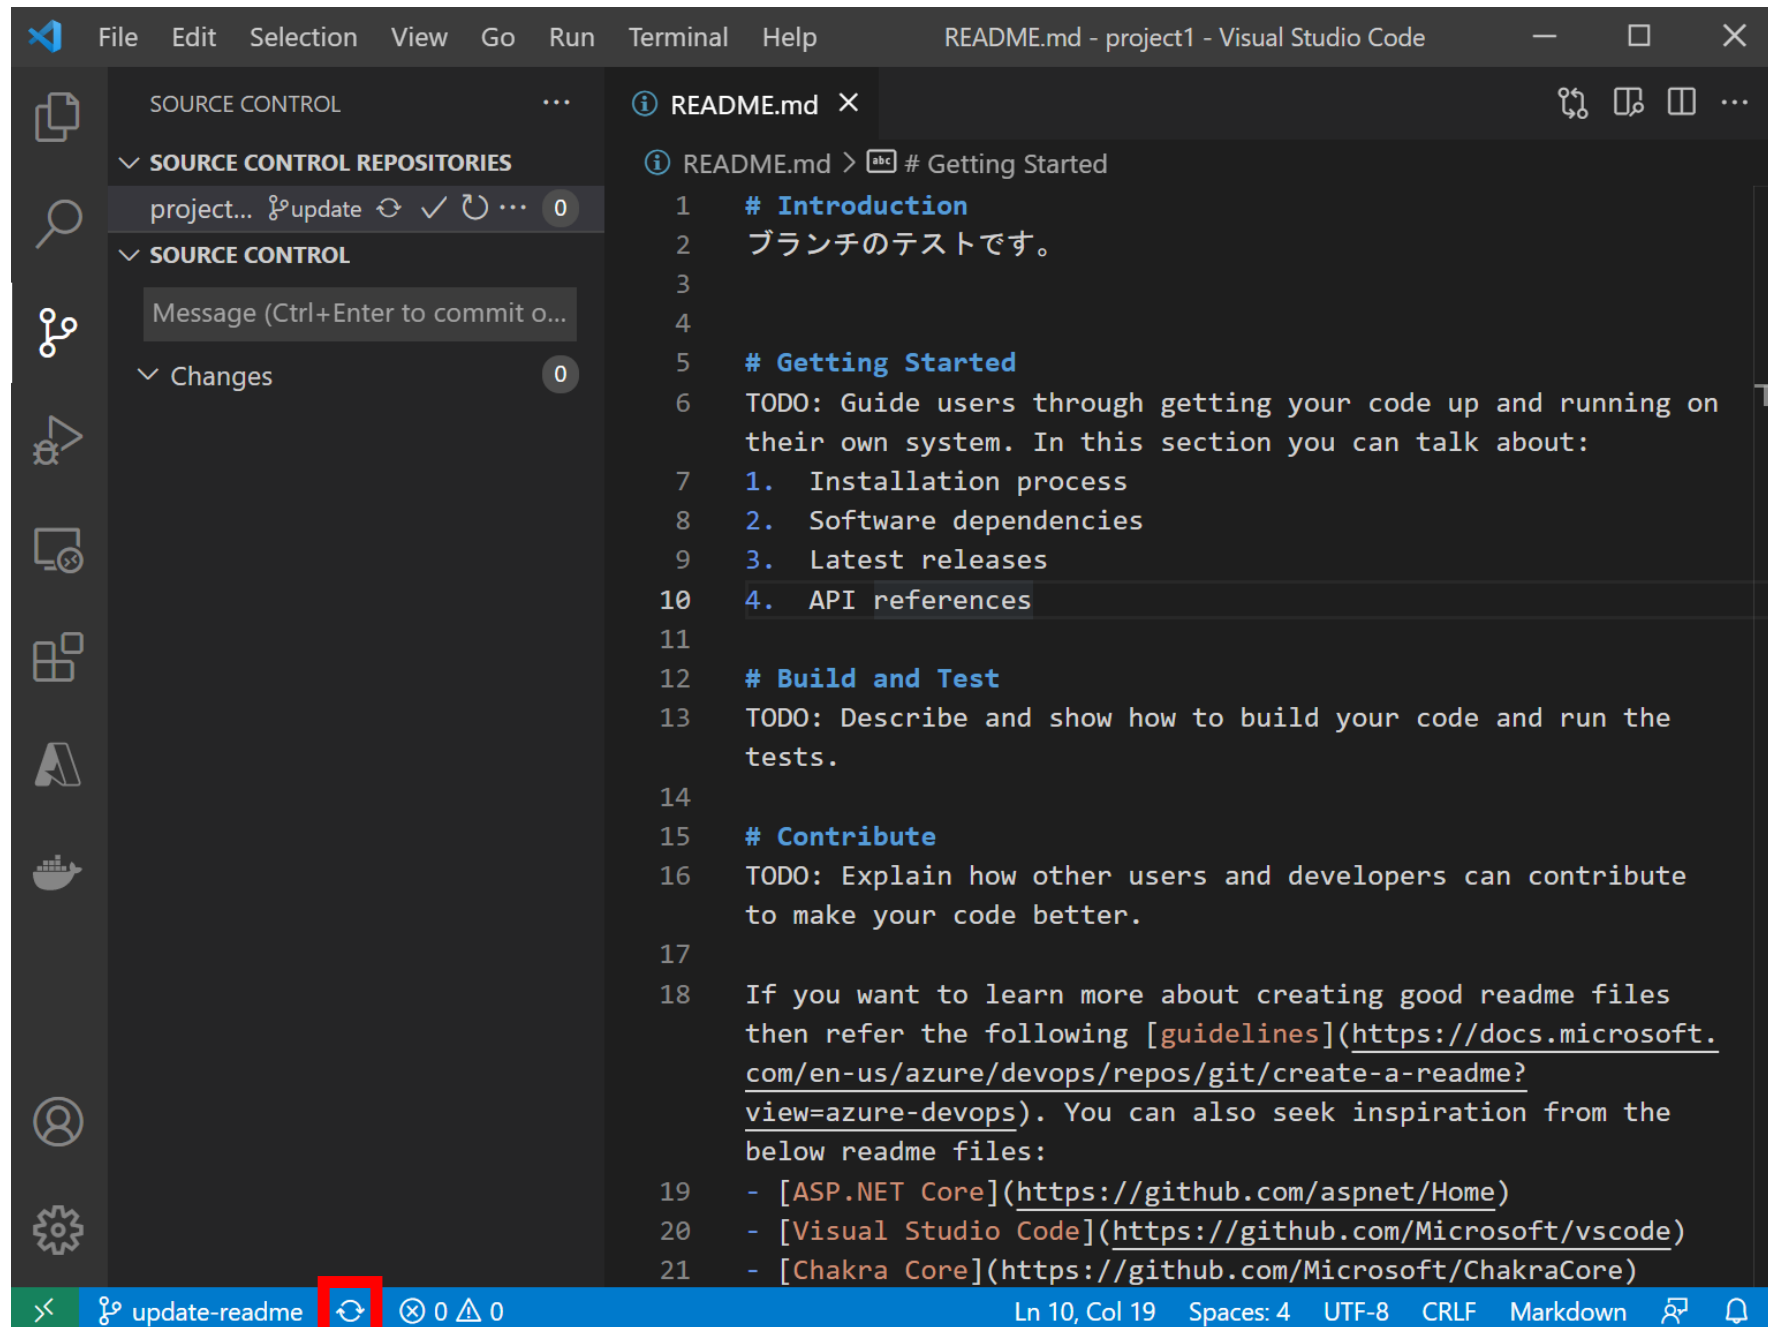 File Edit Selection View Go Run Terminal Help README.md - project1 - Visual Studio Code
SOURCE CONTROL
SOURCE CONTROL REPOSITORIES
project... update 0
SOURCE CONTROL
Message (Ctrl+Enter to commit o...
Changes 0
README.md
README.md > abc # Getting Started
1 # Introduction
2 ブランチのテストです。
3
4
5 # Getting Started
6 TODO: Guide users through getting your code up and running on
their own system. In this section you can talk about:
7 1. Installation process
8 2. Software dependencies
9 3. Latest releases
10 4. API references
11
12 # Build and Test
13 TODO: Describe and show how to build your code and run the
tests.
14
15 # Contribute
16 TODO: Explain how other users and developers can contribute
to make your code better.
17
18 If you want to learn more about creating good readme files
then refer the following [guidelines](https://docs.microsoft.
com/en-us/azure/devops/repos/git/create-a-readme?
view=azure-devops). You can also seek inspiration from the
below readme files:
19 - [ASP.NET Core](https://github.com/aspnet/Home)
20 - [Visual Studio Code](https://github.com/Microsoft/vscode)
21 - [Chakra Core](https://github.com/Microsoft/ChakraCore)
update-readme 0 0 Ln 10, Col 19 Spaces: 4 UTF-8 CRLF Markdown